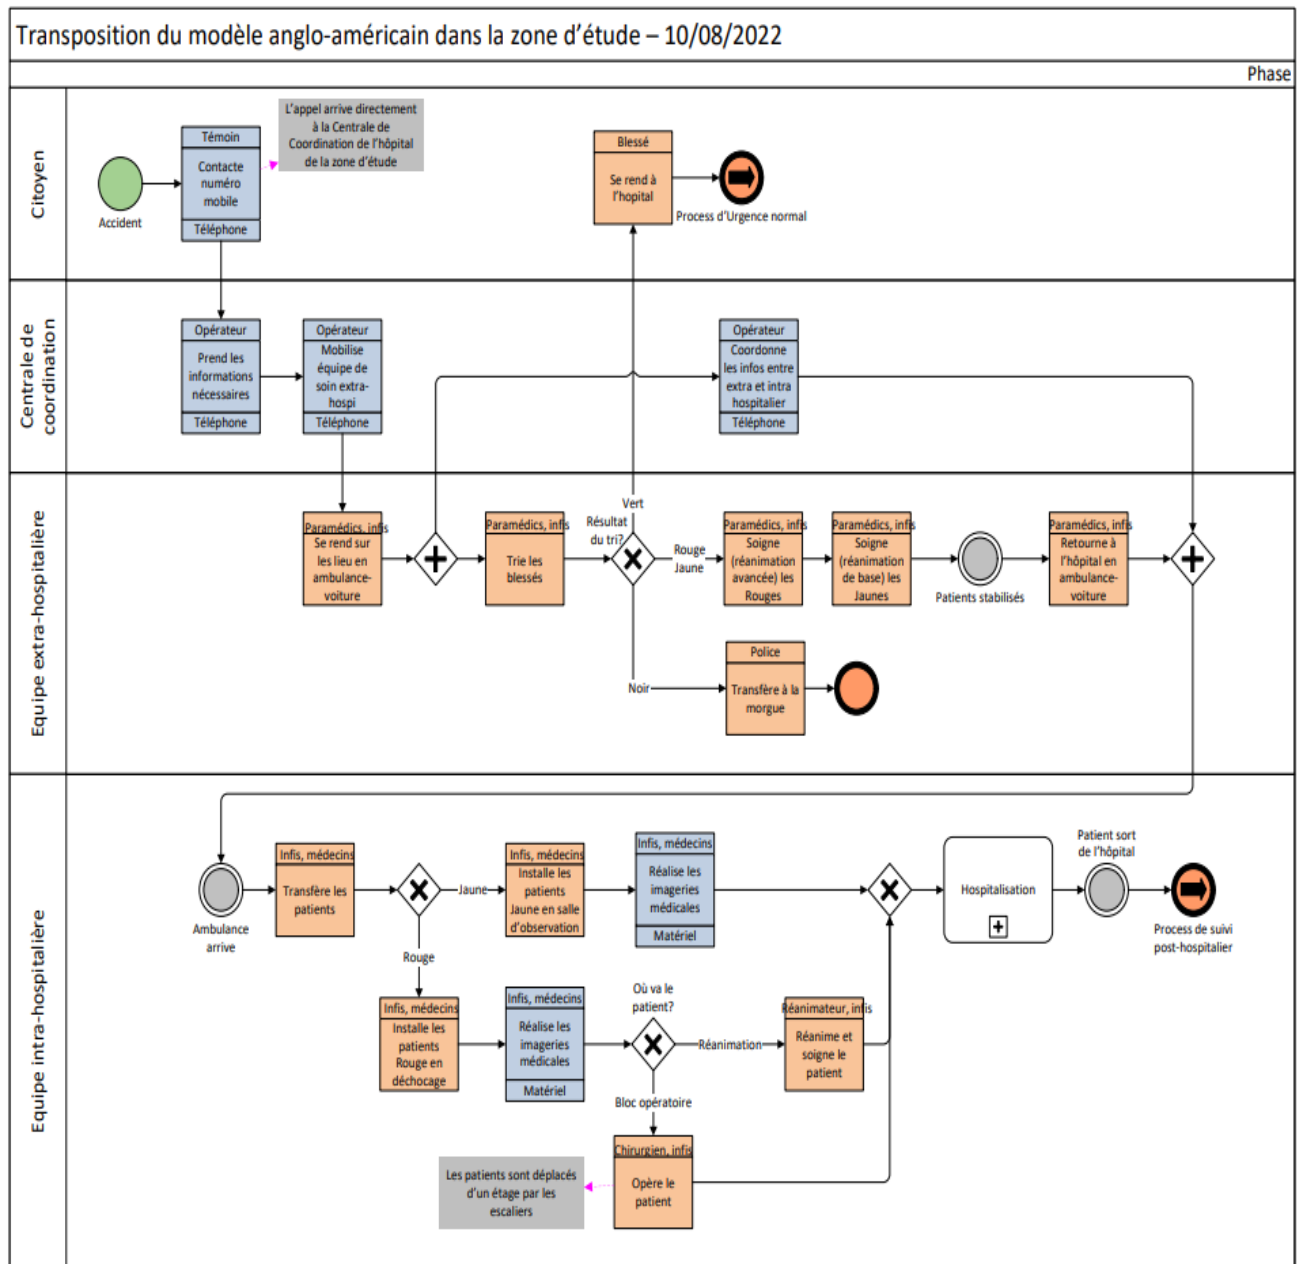 Transposition du modèle anglo-américain dans la zone d'étude – 10/08/2022
Phase
Citoyen
Accident
Témoin
Contacte
numéro
mobile
Téléphone
L'appel arrive directement
à la Centrale de
Coordination de l'hôpital
de la zone d'étude
Blessé
Se rend à
l'hopital
Process d'Urgence normal
Centrale de
coordination
Opérateur
Prend les
informations
nécessaires
Téléphone
Opérateur
Mobilise
équipe de
soin extra-
hospi
Téléphone
Opérateur
Coordonne
les infos entre
extra et intra
hospitalier
Téléphone
Equipe extra-hospitalière
Paramédics, infis
Se rend sur
les lieu en
ambulance-
voiture
Paramédics, infis
Trie les
blessés
Résultat
du tri?
Vert
Rouge
Jaune
Noir
Paramédics, infis
Soigne
(réanimation
avancée) les
Rouges
Paramédics, infis
Soigne
(réanimation
de base) les
Jaunes
Patients stabilisés
Paramédics, infis
Retourne à
l'hôpital en
ambulance-
voiture
Police
Transfère à la
morgue
Equipe intra-hospitalière
Ambulance
arrive
Infis, médecins
Transfère les
patients
Jaune
Rouge
Infis, médecins
Installe les
patients
Jaune en salle
d'observation
Infis, médecins
Réalise les
imageries
médicales
Matériel
Hospitalisation
Patient sort
de l'hôpital
Process de suivi
post-hospitalier
Infis, médecins
Installe les
patients
Rouge en
déchocage
Infis, médecins
Réalise les
imageries
médicales
Matériel
Où va le
patient?
Réanimation
Bloc opératoire
Réanimateur, infis
Réanime et
soigne le
patient
Chirurgien, infis
Opère le
patient
Les patients sont déplacés
d'un étage par les
escaliers